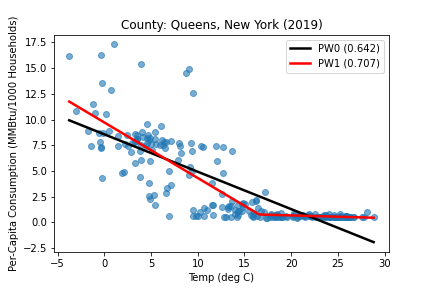 County: Queens, New York (2019)
Per-Capita Consumption (MMBtu/1000 Households)
17.5
15.0
12.5
10.0
7.5
5.0
2.5
0.0
−2.5
PW0 (0.642)
PW1 (0.707)
−5 0 5 10 15 20 25 30
Temp (deg C)